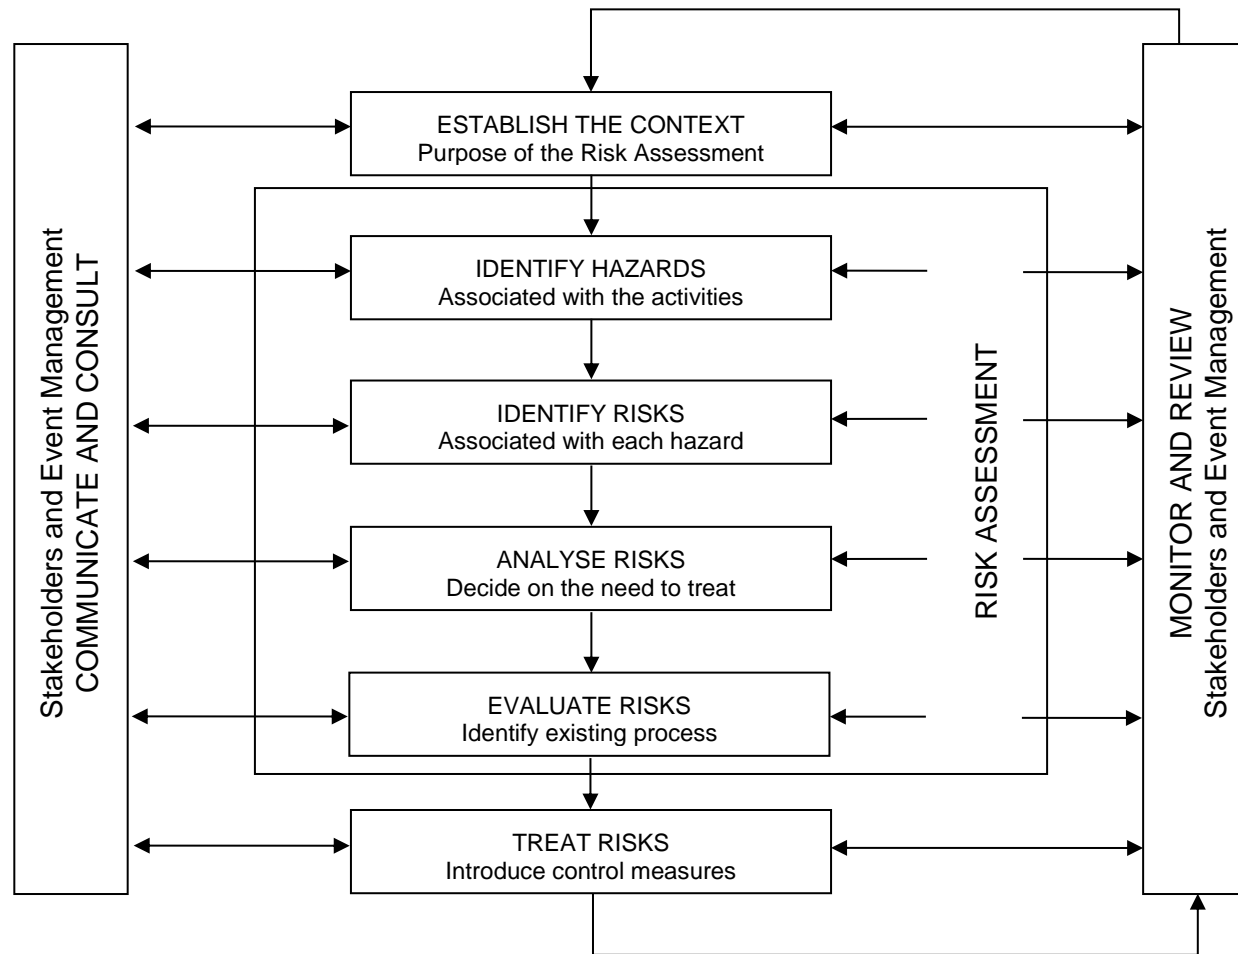 Stakeholders and Event Management
COMMUNICATE AND CONSULT
ESTABLISH THE CONTEXT
Purpose of the Risk Assessment
IDENTIFY HAZARDS
Associated with the activities
IDENTIFY RISKS
Associated with each hazard
ANALYSE RISKS
Decide on the need to treat
EVALUATE RISKS
Identify existing process
TREAT RISKS
Introduce control measures
RISK ASSESSMENT
MONITOR AND REVIEW
Stakeholders and Event Management